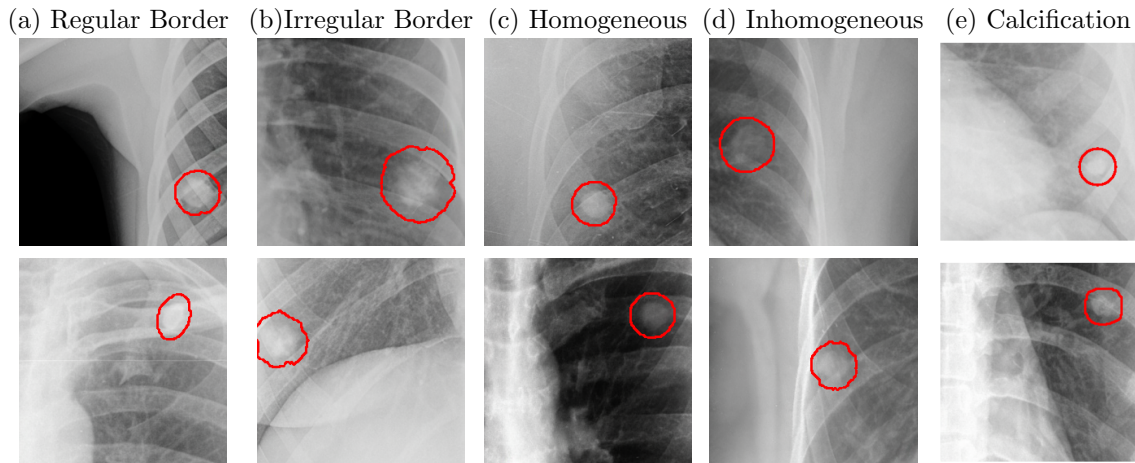 (a) Regular Border
(b)Irregular Border
(c) Homogeneous
(d) Inhomogeneous
(e) Calcification